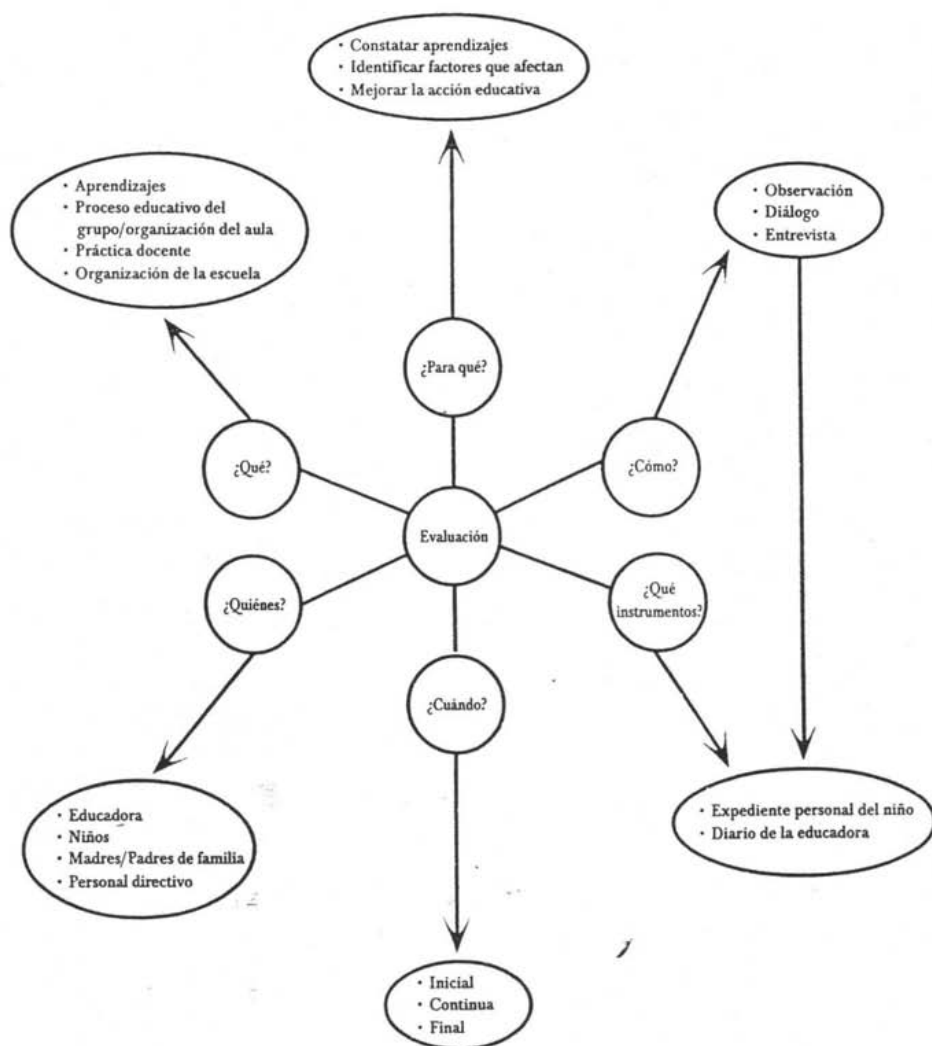 · Constatar aprendizajes
· Identificar factores que afectan
· Mejorar la acción educativa
· Aprendizajes
· Proceso educativo del
grupo/organización del aula
· Práctica docente
· Organización de la escuela
· Observación
· Diálogo
· Entrevista
¿Para qué?
¿Qué?
¿Cómo?
Evaluación
¿Quiénes?
¿Qué
instrumentos?
¿Cuándo?
· Educadora
· Niños
· Madres/Padres de familia
· Personal directivo
· Expediente personal del niño
· Diario de la educadora
· Inicial
· Continua
· Final